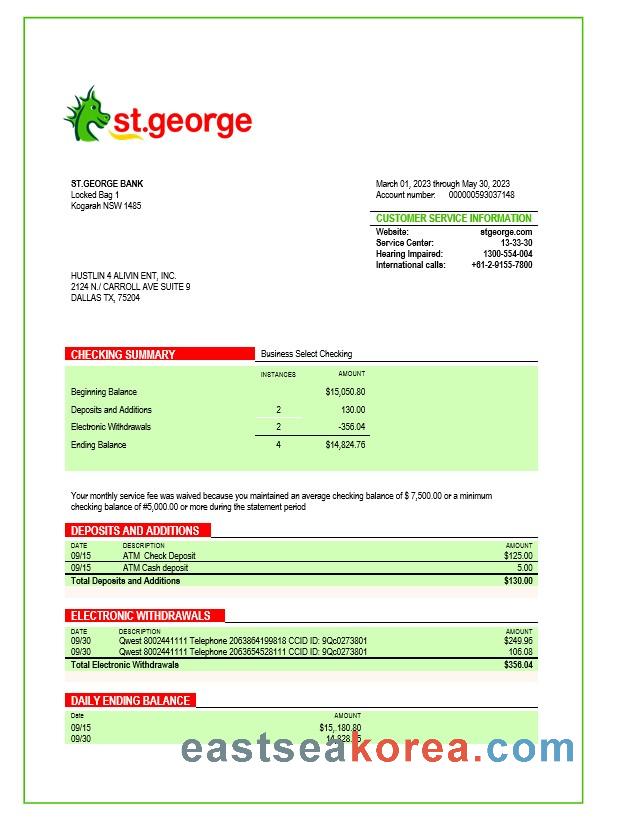 st.george
ST.GEORGE BANK
Locked Bag 1
Kogarah NSW 1485
March 01, 2023 through May 30, 2023
Account number: 000000593037148
CUSTOMER SERVICE INFORMATION
Website: stgeorge.com
Service Center: 13-33-30
Hearing Impaired: 1300-554-004
International calls: +61-2-9155-7800
HUSTLIN 4 ALIVIN ENT, INC.
2124 N./ CARROLL AVE SUITE 9
DALLAS TX, 75204
CHECKING SUMMARY Business Select Checking
INSTANCES AMOUNT
Beginning Balance $15,050.80
Deposits and Additions 2 130.00
Electronic Withdrawals 2 -356.04
Ending Balance 4 $14,824.76
Your monthly service fee was waived because you maintained an average checking balance of $ 7,500.00 or a minimum
checking balance of #5,000.00 or more during the statement period
DEPOSITS AND ADDITIONS
DATE DESCRIPTION AMOUNT
09/15 ATM Check Deposit $125.00
09/15 ATM Cash deposit 5.00
Total Deposits and Additions $130.00
ELECTRONIC WITHDRAWALS
DATE DESCRIPTION AMOUNT
09/30 Qwest 8002441111 Telephone 2063864199818 CCID ID: 9Qc0273801 $249.96
09/30 Qwest 8002441111 Telephone 2063654528111 CCID ID: 9Qc0273801 106.08
Total Electronic Withdrawals $356.04
DAILY ENDING BALANCE
Date AMOUNT
09/15 $15,.180.80
09/30
eastseakorea.com